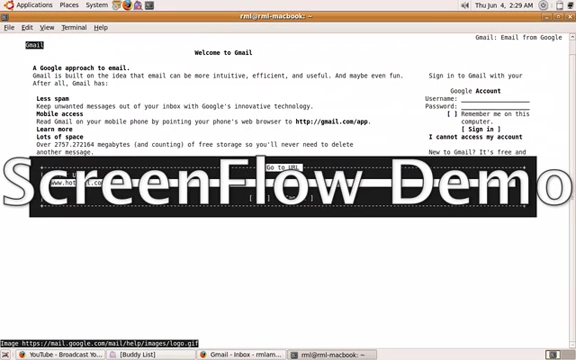 Applications Places System Thu Jun 4, 2:29 AM
rml@rml-macbook: ~
File Edit View Terminal Help
Gmail: Email from Google
Gmail
Welcome to Gmail
A Google approach to email.
Gmail is built on the idea that email can be more intuitive, efficient, and useful. And maybe even fun.
After all, Gmail has:
Less spam
Keep unwanted messages out of your inbox with Google's innovative technology.
Mobile access
Read Gmail on your mobile phone by pointing your phone's web browser to http://gmail.com/app.
Learn more
Lots of space
Over 2757.272164 megabytes (and counting) of free storage so you'll never need to delete
another message.
Sign in to Gmail with your
Google Account
Username:
Password:
[ ] Remember me on this
computer.
[ Sign in ]
I cannot access my account
New to Gmail? It's free and
Go to URL
ScreenFlow Demo
Image https://mail.google.com/mail/help/images/logo.gif
YouTube - Broadcast Yo... [Buddy List] Gmail - Inbox - rmlam... rml@rml-macbook: ~